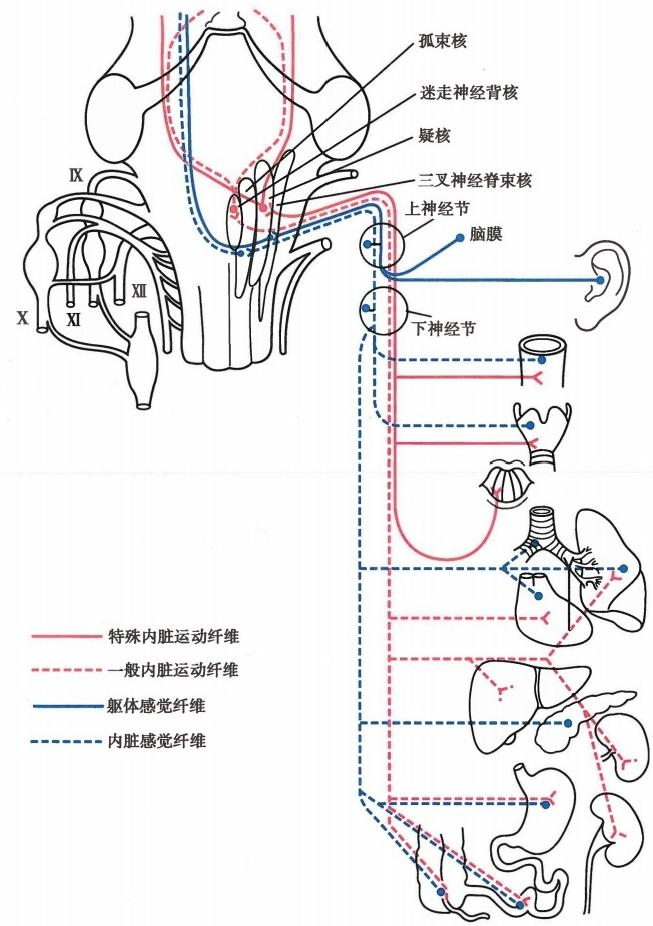 孤束核
迷走神经背核
疑核
三叉神经脊束核
上神经节
脑膜
下神经节
IX
X
XI
XII
特殊内脏运动纤维
一般内脏运动纤维
躯体感觉纤维
内脏感觉纤维